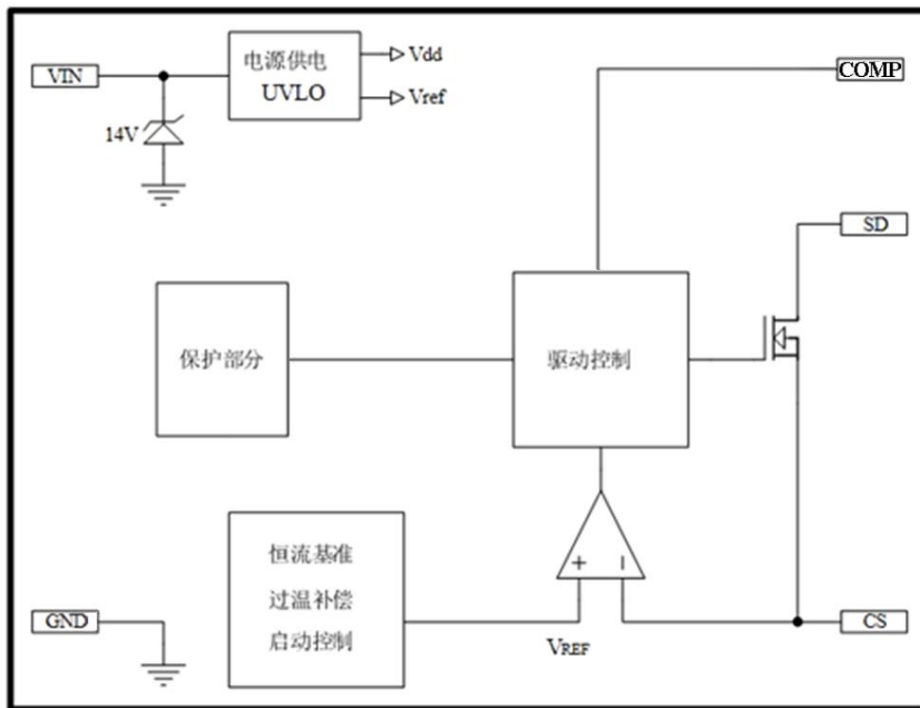 VIN
电源供电
UVLO
Vdd
Vref
14V
COMP
SD
保护部分
驱动控制
恒流基准
过温补偿
启动控制
+
−
VREF
GND
CS